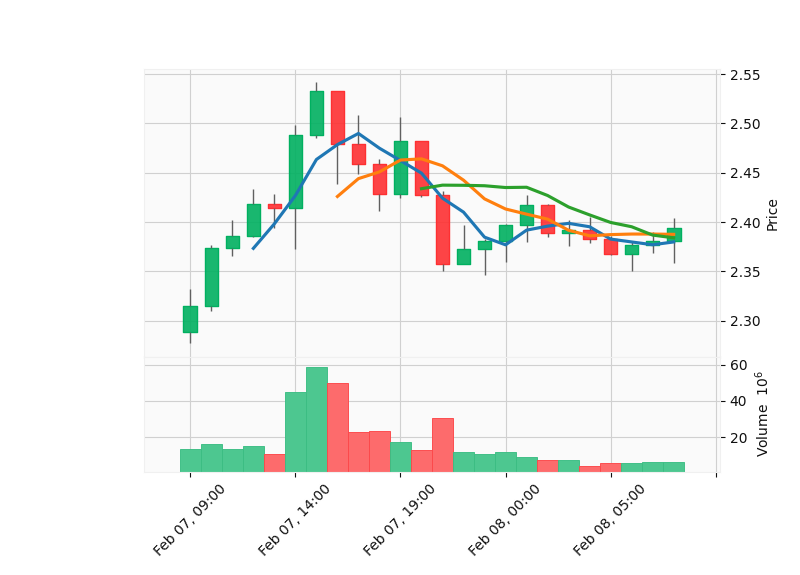 2.55
2.50
2.45
2.40
2.35
2.30
Price
60
40
20
Volume 10^6
Feb 07, 09:00
Feb 07, 14:00
Feb 07, 19:00
Feb 08, 00:00
Feb 08, 05:00